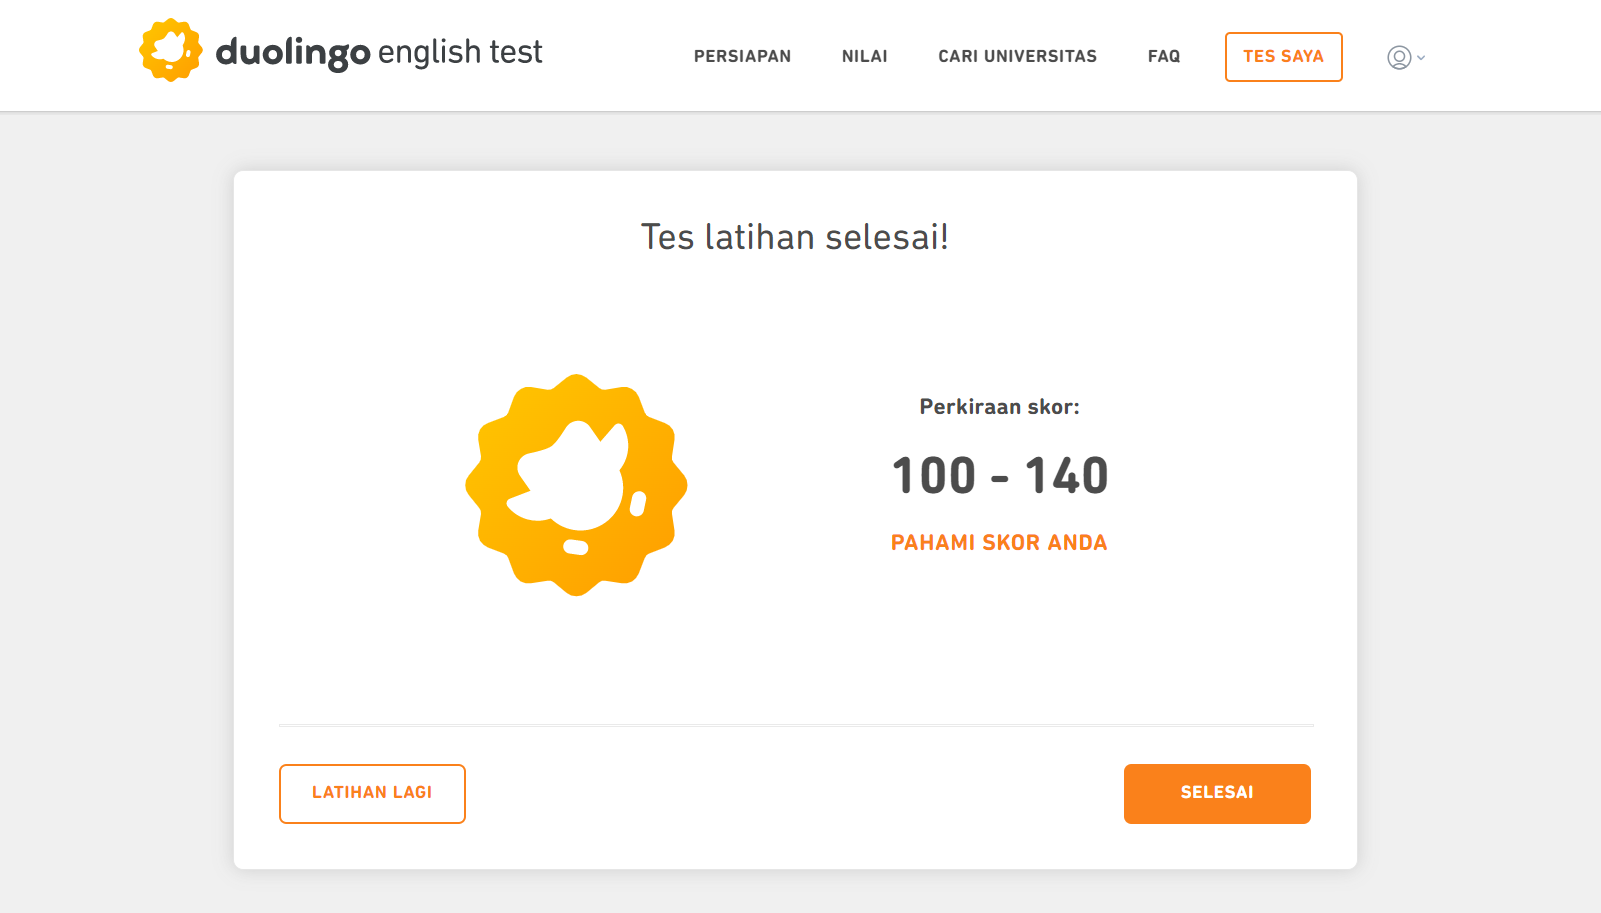 duolingo english test
PERSIAPAN
NILAI
CARI UNIVERSITAS
FAQ
TES SAYA
Tes latihan selesai!
Perkiraan skor:
100 - 140
PAHAMI SKOR ANDA
LATIHAN LAGI
SELESAI